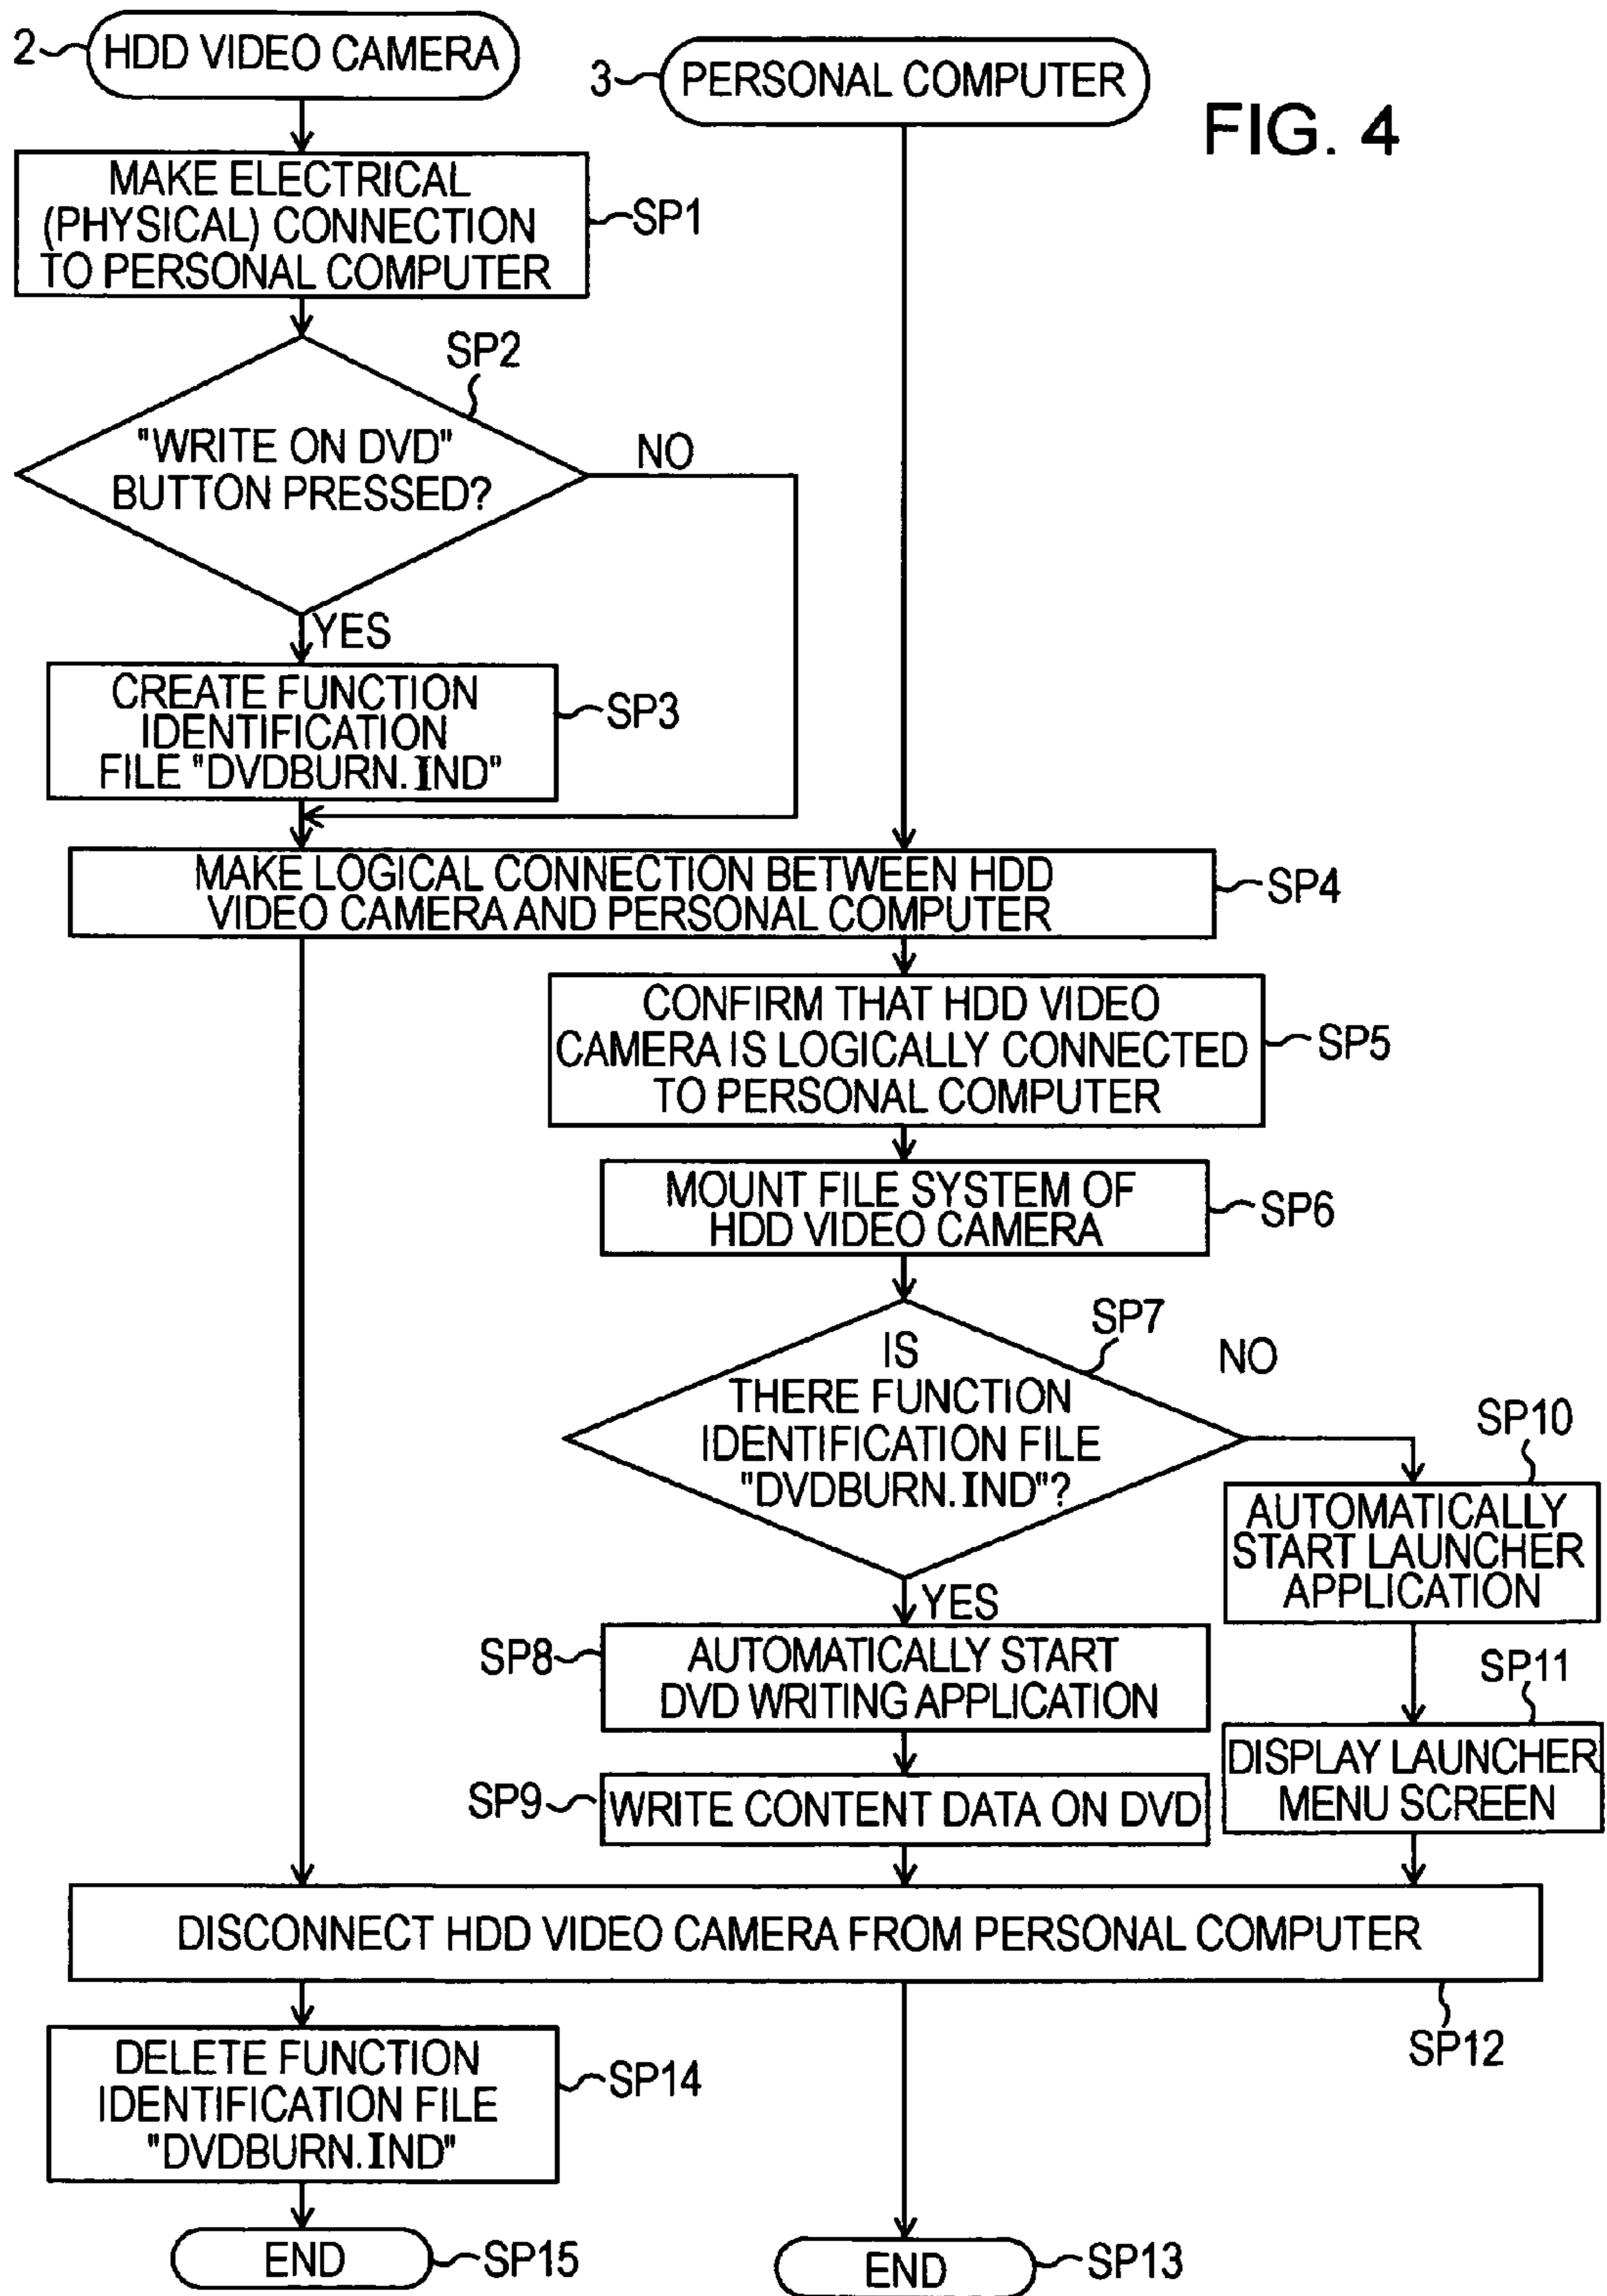 2 HDD VIDEO CAMERA
3 PERSONAL COMPUTER
FIG. 4
MAKE ELECTRICAL
(PHYSICAL) CONNECTION
TO PERSONAL COMPUTER
SP1
SP2
"WRITE ON DVD"
BUTTON PRESSED?
NO
YES
CREATE FUNCTION
IDENTIFICATION
FILE "DVDBURN.IND"
SP3
MAKE LOGICAL CONNECTION BETWEEN HDD
VIDEO CAMERA AND PERSONAL COMPUTER
SP4
CONFIRM THAT HDD VIDEO
CAMERA IS LOGICALLY CONNECTED
TO PERSONAL COMPUTER
SP5
MOUNT FILE SYSTEM OF
HDD VIDEO CAMERA
SP6
SP7
IS
THERE FUNCTION
IDENTIFICATION FILE
"DVDBURN.IND"?
NO
YES
SP8
AUTOMATICALLY START
DVD WRITING APPLICATION
SP9
WRITE CONTENT DATA ON DVD
SP10
AUTOMATICALLY
START LAUNCHER
APPLICATION
SP11
DISPLAY LAUNCHER
MENU SCREEN
DISCONNECT HDD VIDEO CAMERA FROM PERSONAL COMPUTER
SP12
DELETE FUNCTION
IDENTIFICATION FILE
"DVDBURN.IND"
SP14
END
SP15
END
SP13